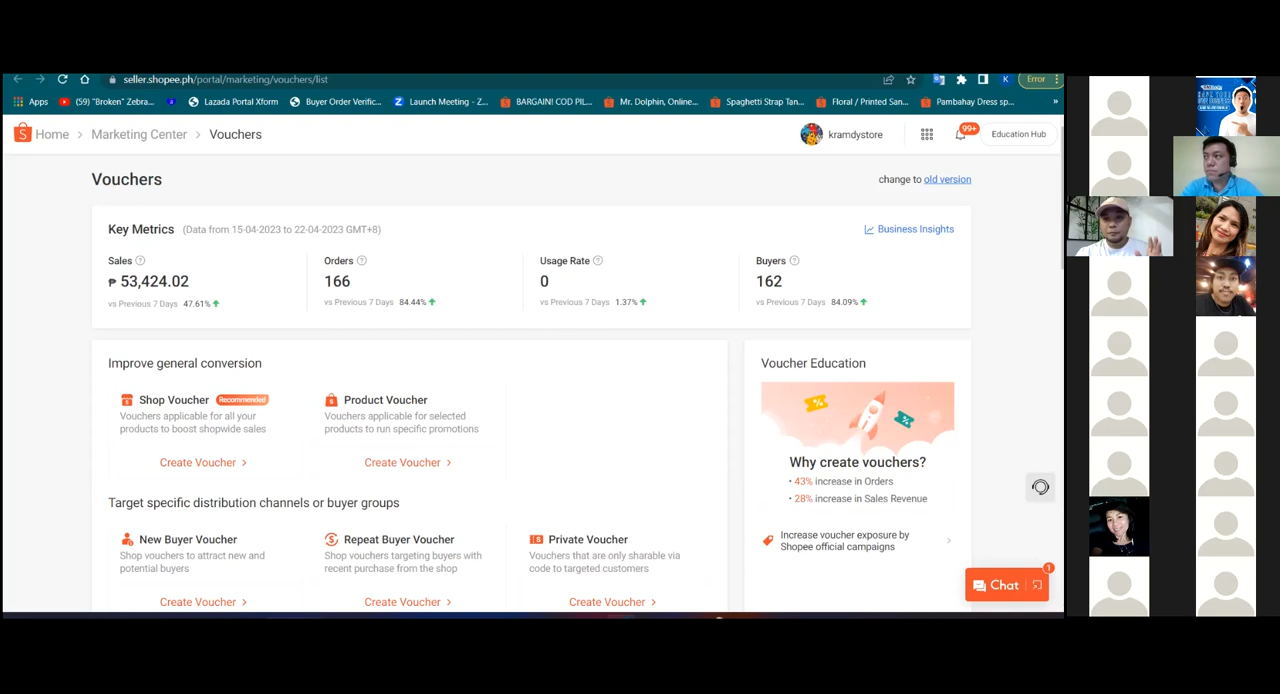 seller.shopee.ph/portal/marketing/vouchers/list
Error
Apps
(59) "Broken" Zebra...
Lazada Portal Xform
Buyer Order Verific...
Launch Meeting - Z...
BARGAIN! COD PIL...
Mr. Dolphin, Online...
Spaghetti Strap Tan...
Floral / Printed San...
Pambahay Dress sp...
»
Home > Marketing Center > Vouchers
kramdystore
99+
Education Hub
Vouchers
change to old version
Key Metrics (Data from 15-04-2023 to 22-04-2023 GMT+8)
Business Insights
Sales
Orders
Usage Rate
Buyers
₱ 53,424.02
166
0
162
vs Previous 7 Days 47.61%
vs Previous 7 Days 84.44%
vs Previous 7 Days 1.37%
vs Previous 7 Days 84.09%
Improve general conversion
Shop Voucher Recommended
Vouchers applicable for all your
products to boost shopwide sales
Create Voucher >
Product Voucher
Vouchers applicable for selected
products to run specific promotions
Create Voucher >
Target specific distribution channels or buyer groups
New Buyer Voucher
Shop vouchers to attract new and
potential buyers
Create Voucher >
Repeat Buyer Voucher
Shop vouchers targeting buyers with
recent purchase from the shop
Create Voucher >
Private Voucher
Vouchers that are only sharable via
code to targeted customers
Create Voucher >
Voucher Education
Why create vouchers?
• 43% increase in Orders
• 28% increase in Sales Revenue
Increase voucher exposure by
Shopee official campaigns
Chat
1